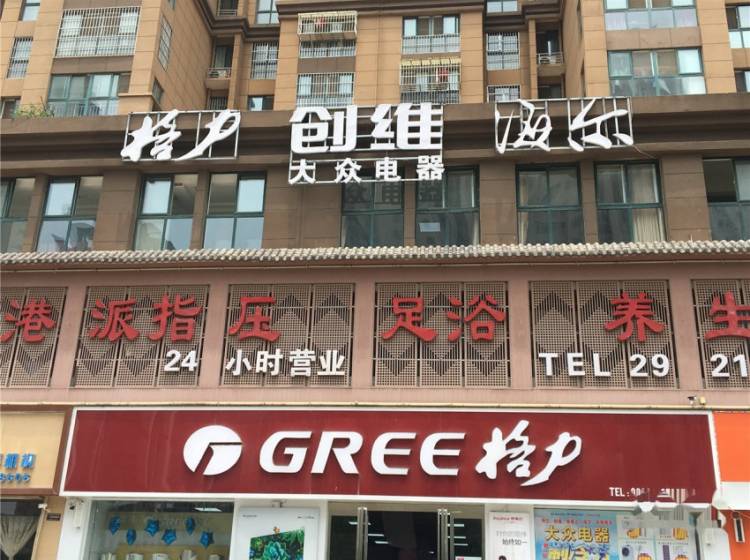 格力 创维 海尔
大众电器
港派指压 足浴 养生
24 小时营业 TEL 29 21
GREE 格力
TEL:
大众电器